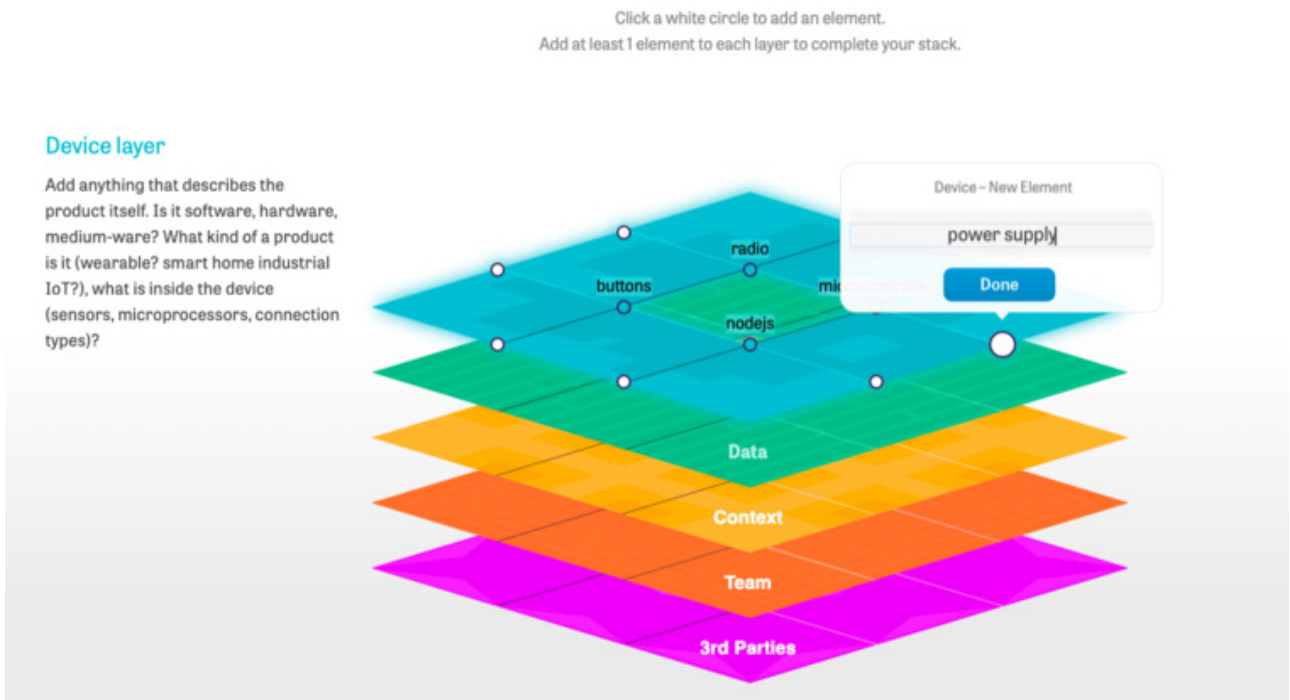 Click a white circle to add an element.
Add at least 1 element to each layer to complete your stack.
Device layer
Add anything that describes the
product itself. Is it software, hardware,
medium-ware? What kind of a product
is it (wearable? smart home industrial
IoT?), what is inside the device
(sensors, microprocessors, connection
types)?
Device – New Element
power supply
Done
radio
buttons
microcontroller
nodejs
Data
Context
Team
3rd Parties